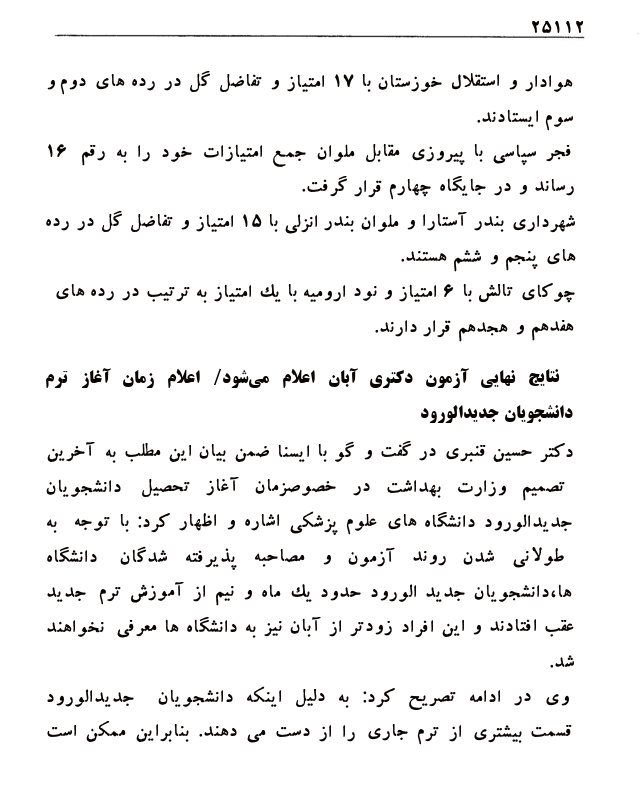 ۲۵۱۱۲
هوادار و استقلال خوزستان با ۱۷ امتیاز و تفاضل گل در رده های دوم و
سوم ایستادند.
فجر سپاسی با پیروزی مقابل ملوان جمع امتیازات خود را به رقم ۱۶
رساند و در جایگاه چهارم قرار گرفت.
شهرداری بندر آستارا و ملوان بندر انزلی با ۱۵ امتیاز و تفاضل گل در رده
های پنجم و ششم هستند.
چوکای تالش با ۶ امتیاز و نود ارومیه با یك امتیاز به ترتیب در رده های
هفدهم و هجدهم قرار دارند.
نتایج نهایی آزمون دکتری آبان اعلام می‌شود/ اعلام زمان آغاز ترم
دانشجویان جدیدالورود
دکتر حسین قنبری در گفت و گو با ایسنا ضمن بیان این مطلب به آخرین
تصمیم وزارت بهداشت در خصوصزمان آغاز تحصیل دانشجویان
جدیدالورود دانشگاه های علوم پزشکی اشاره و اظهار کرد: با توجه به
طولانی شدن روند آزمون و مصاحبه پذیرفته شدگان دانشگاه
ها،دانشجویان جدید الورود حدود یك ماه و نیم از آموزش ترم جدید
عقب افتادند و این افراد زودتر از آبان نیز به دانشگاه ها معرفی نخواهند
شد.
وی در ادامه تصریح کرد: به دلیل اینکه دانشجویان جدیدالورود
قسمت بیشتری از ترم جاری را از دست می دهند. بنابراین ممکن است